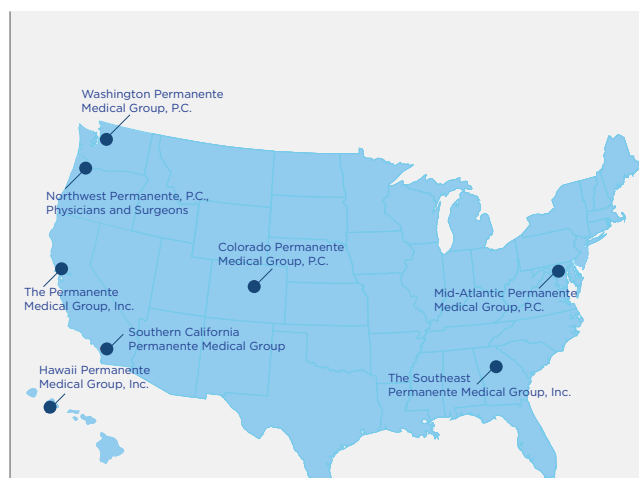 Washington Permanente
Medical Group, P.C.
Northwest Permanente, P.C.,
Physicians and Surgeons
Colorado Permanente
Medical Group, P.C.
The Permanente
Medical Group, Inc.
Mid-Atlantic Permanente
Medical Group, P.C.
Southern California
Permanente Medical Group
Hawaii Permanente
Medical Group, Inc.
The Southeast
Permanente Medical Group, Inc.